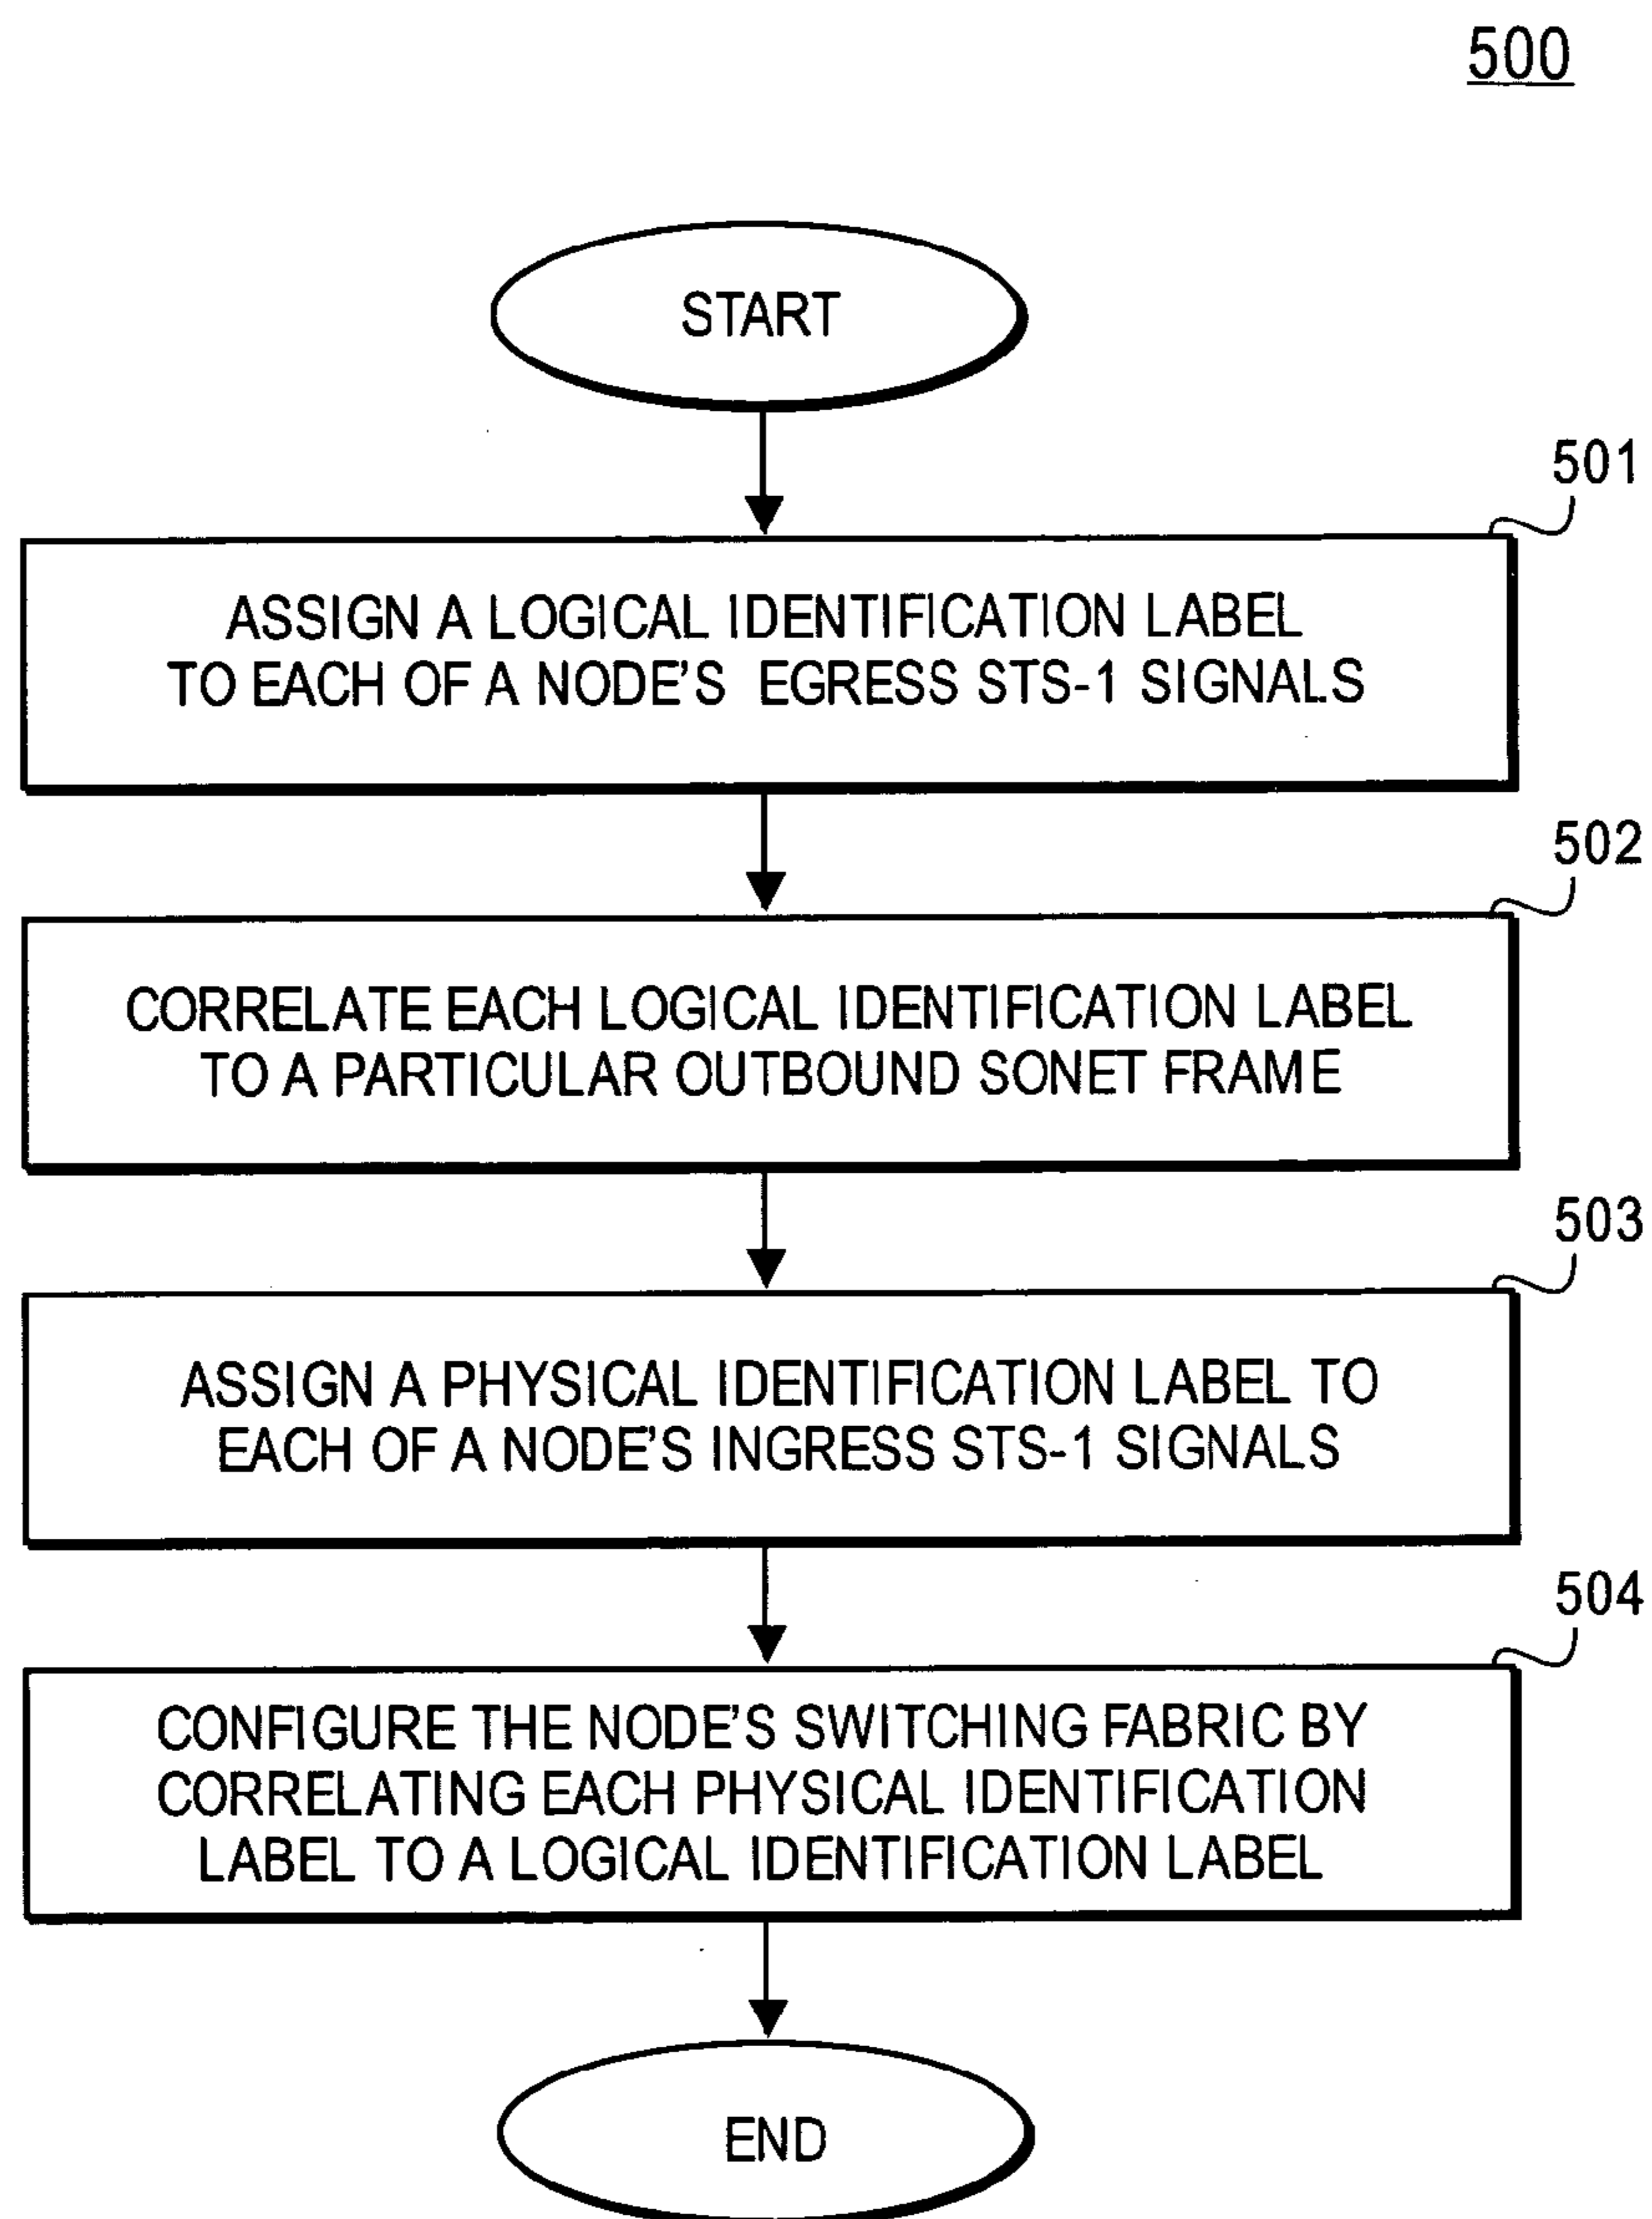 500
START
501
ASSIGN A LOGICAL IDENTIFICATION LABEL
TO EACH OF A NODE'S EGRESS STS-1 SIGNALS
502
CORRELATE EACH LOGICAL IDENTIFICATION LABEL
TO A PARTICULAR OUTBOUND SONET FRAME
503
ASSIGN A PHYSICAL IDENTIFICATION LABEL TO
EACH OF A NODE'S INGRESS STS-1 SIGNALS
504
CONFIGURE THE NODE'S SWITCHING FABRIC BY
CORRELATING EACH PHYSICAL IDENTIFICATION
LABEL TO A LOGICAL IDENTIFICATION LABEL
END